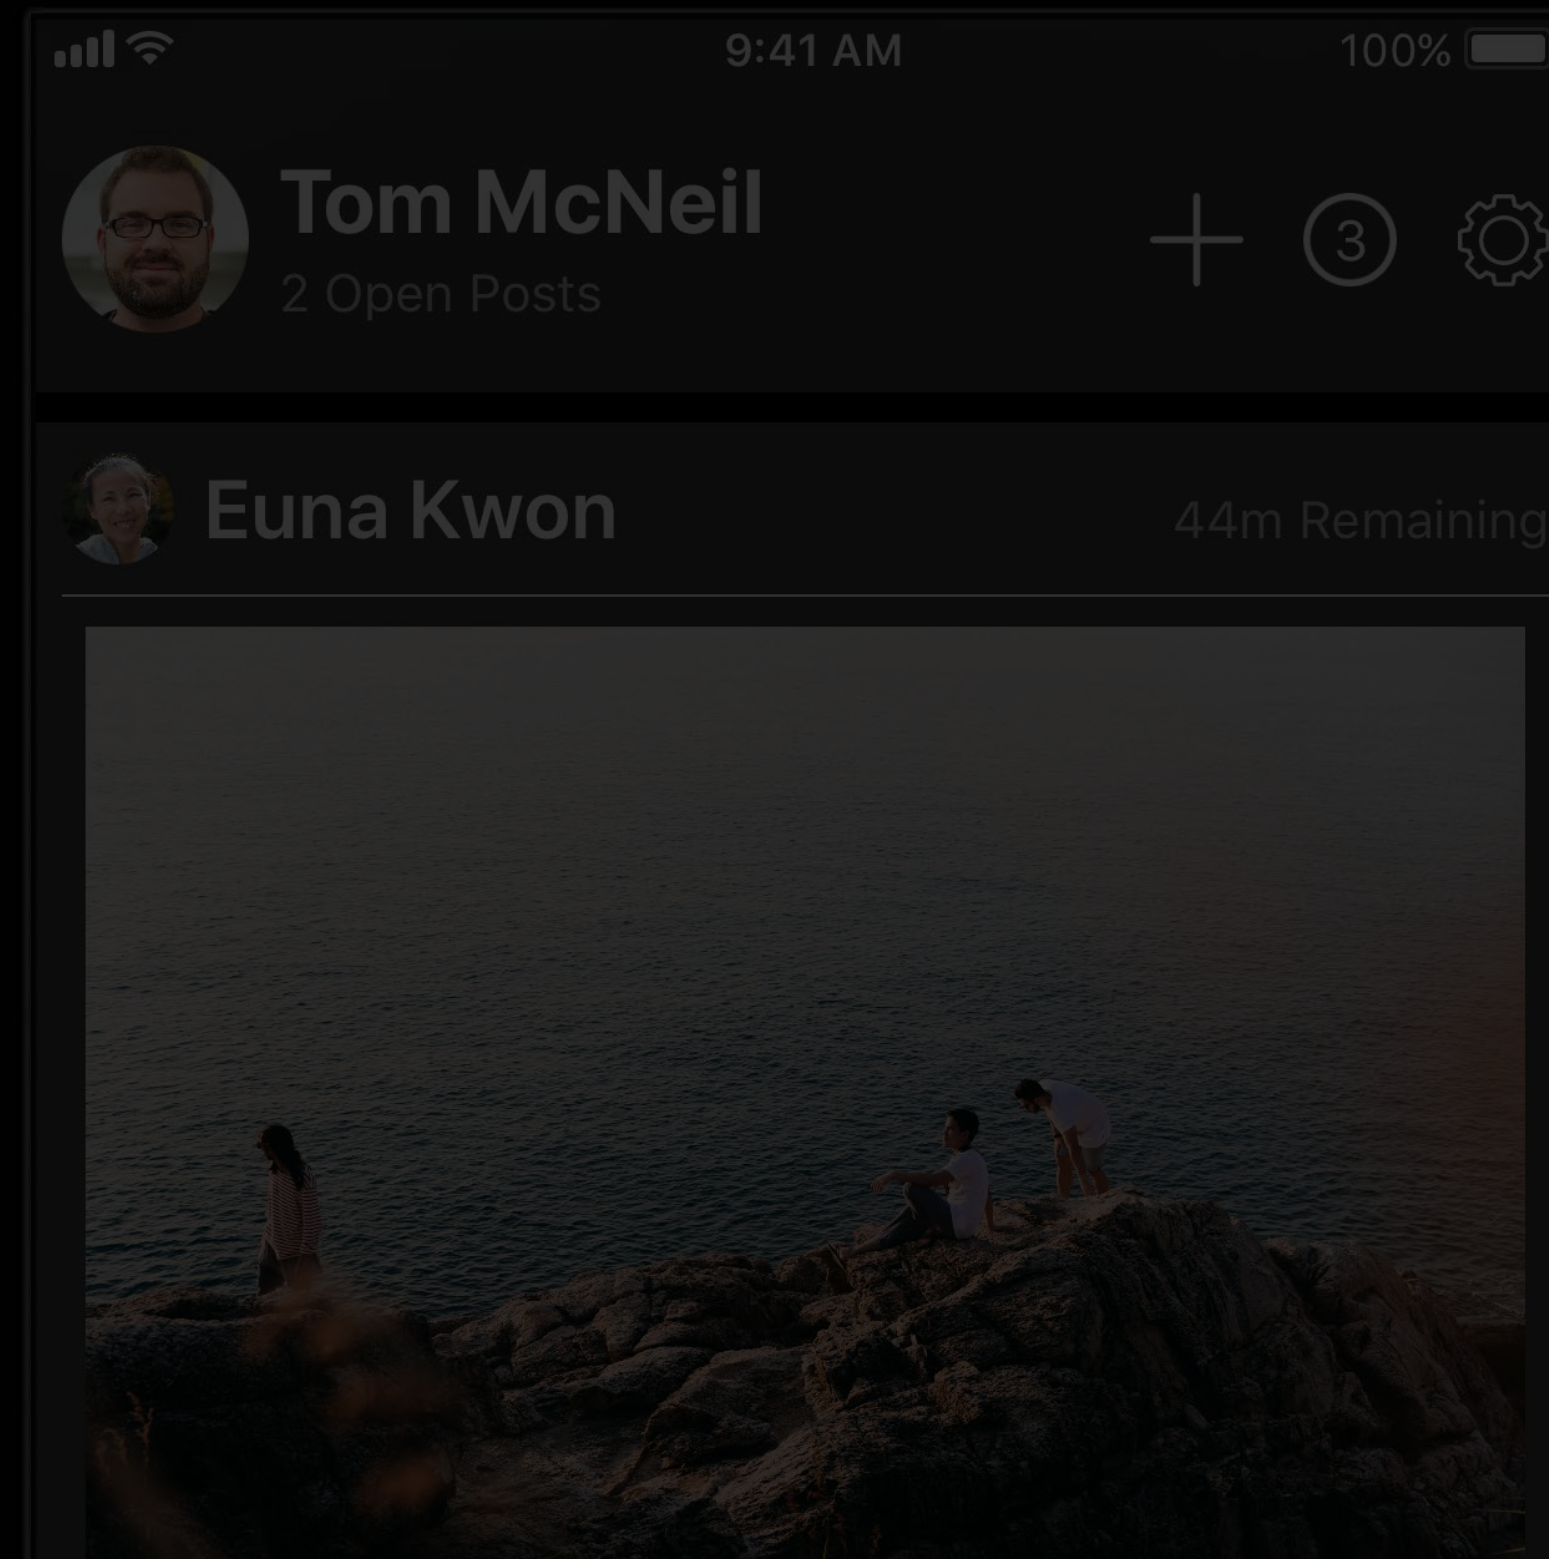 9:41 AM
100%
Tom McNeil
2 Open Posts
3
Euna Kwon
44m Remaining